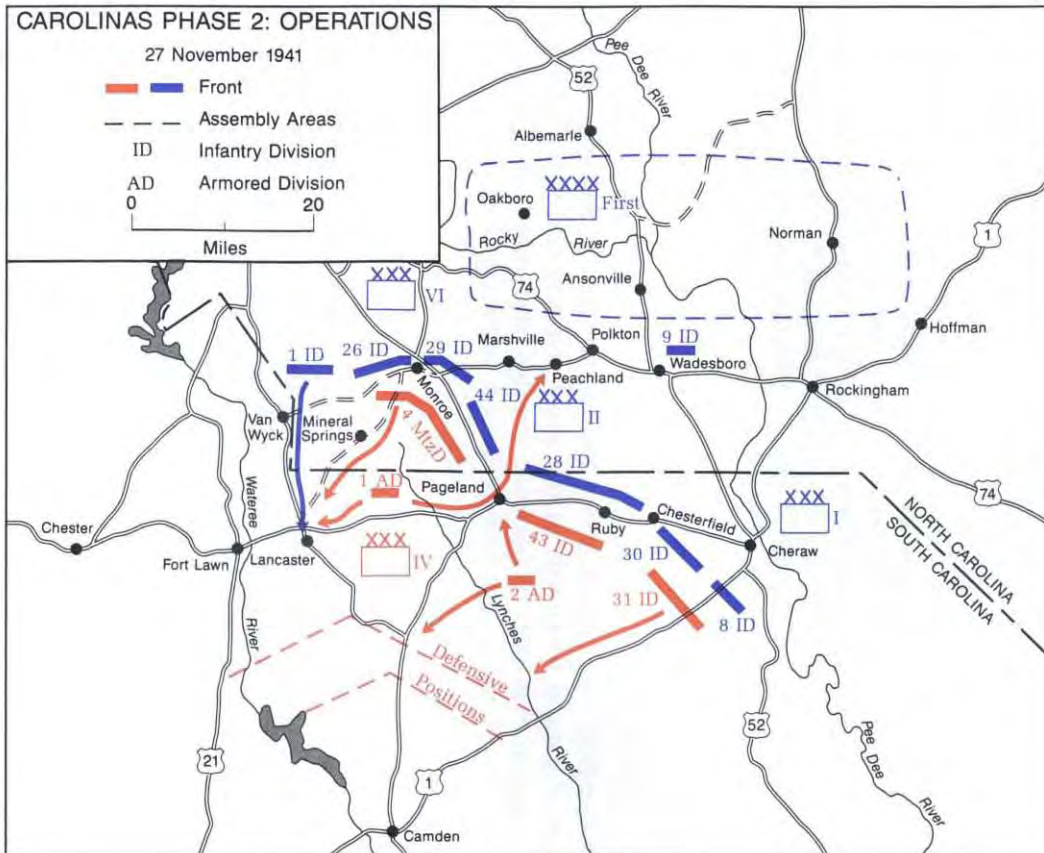 CAROLINAS PHASE 2: OPERATIONS
27 November 1941
Front
Assembly Areas
ID Infantry Division
AD Armored Division
0 20
Miles
52
Pee Dee River
Albemarle
XXXX
First
Oakboro
Rocky River
Norman
1
Ansonville
XXX
VI
74
Hoffman
Polkton
Marshville
9 ID
Wadesboro
1 ID
26 ID
29 ID
Peachland
Rockingham
Monroe
44 ID
XXX
II
Van Wyck
Mineral Springs
4 MtzD
28 ID
1 AD
Pageland
74
Wateree
Chester
Ruby
Chesterfield
XXX
I
NORTH CAROLINA
SOUTH CAROLINA
43 ID
Cheraw
Fort Lawn
Lancaster
XXX
IV
30 ID
2 AD
31 ID
8 ID
River
Lynches
Defensive
Positions
52
Pee Dee
River
21
1
River
Camden